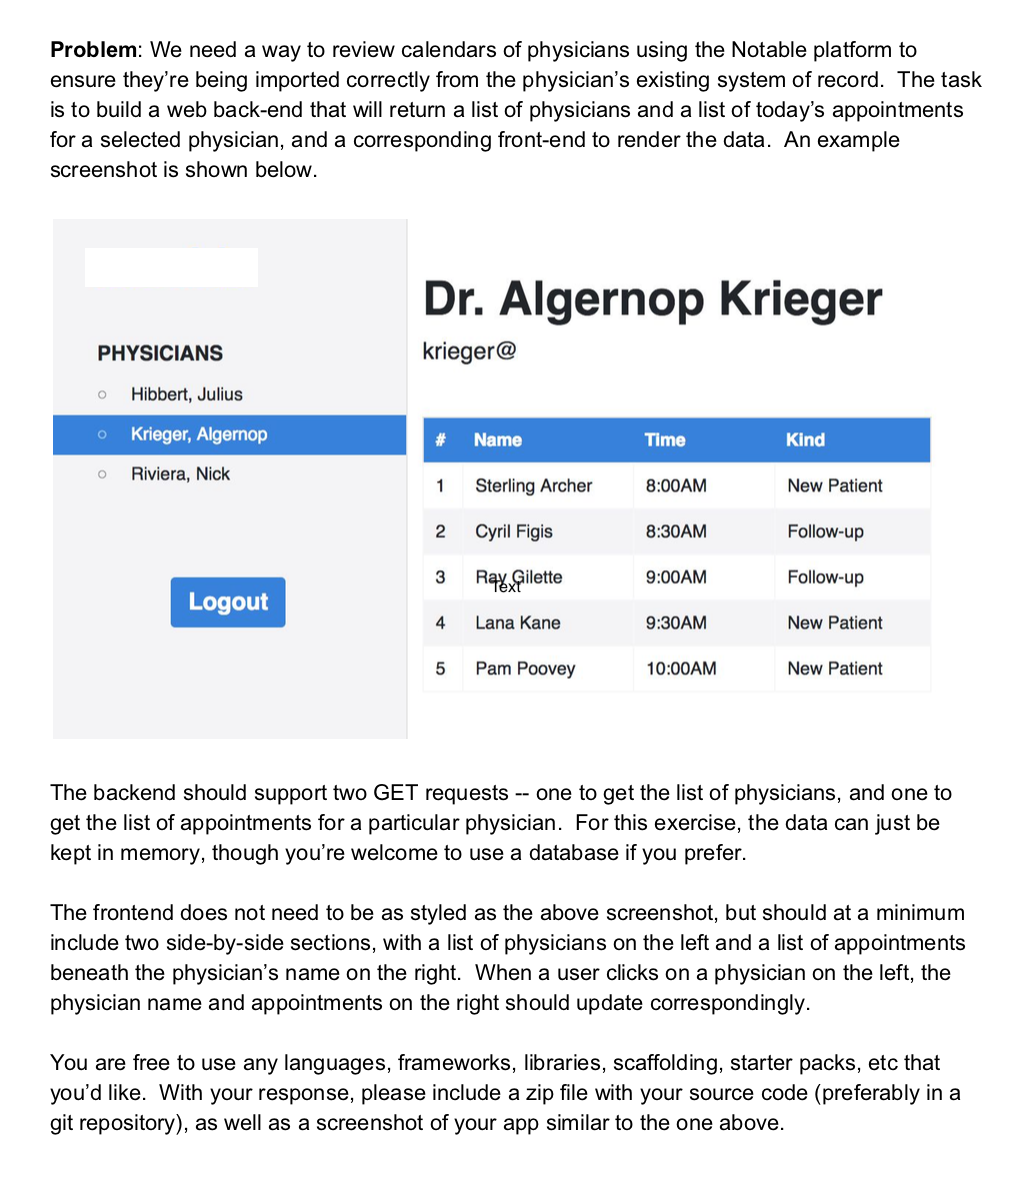 Problem: We need a way to review calendars of physicians using the Notable platform to
ensure they’re being imported correctly from the physician’s existing system of record.  The task
is to build a web back-end that will return a list of physicians and a list of today’s appointments
for a selected physician, and a corresponding front-end to render the data.  An example
screenshot is shown below.
PHYSICIANS
Hibbert, Julius
Krieger, Algernop
Riviera, Nick
Logout
Dr. Algernop Krieger
krieger@
# Name Time Kind
1 Sterling Archer 8:00AM New Patient
2 Cyril Figis 8:30AM Follow-up
3 Ray Gilette 9:00AM Follow-up
Text
4 Lana Kane 9:30AM New Patient
5 Pam Poovey 10:00AM New Patient
The backend should support two GET requests -- one to get the list of physicians, and one to
get the list of appointments for a particular physician.  For this exercise, the data can just be
kept in memory, though you’re welcome to use a database if you prefer.
The frontend does not need to be as styled as the above screenshot, but should at a minimum
include two side-by-side sections, with a list of physicians on the left and a list of appointments
beneath the physician’s name on the right.  When a user clicks on a physician on the left, the
physician name and appointments on the right should update correspondingly.
You are free to use any languages, frameworks, libraries, scaffolding, starter packs, etc that
you’d like.  With your response, please include a zip file with your source code (preferably in a
git repository), as well as a screenshot of your app similar to the one above.